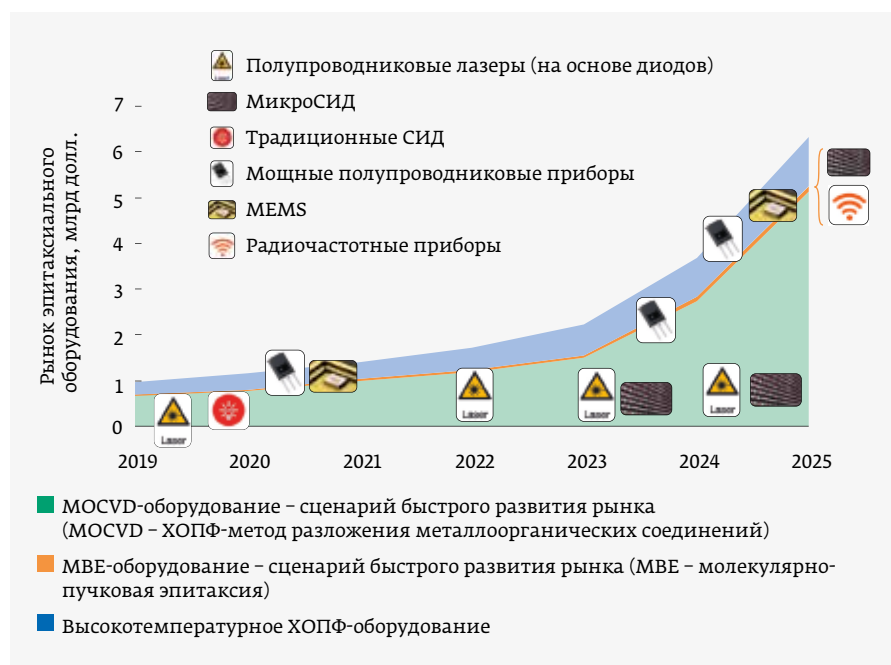 Полупроводниковые лазеры (на основе диодов)
МикроСИД
Традиционные СИД
Мощные полупроводниковые приборы
MEMS
Радиочастотные приборы
Рынок эпитаксиального
оборудования, млрд долл.
7
6
5
4
3
2
1
0
Laser
Laser
Laser
Laser
2019
2020
2021
2022
2023
2024
2025
MOCVD-оборудование – сценарий быстрого развития рынка
(MOCVD – ХОПФ-метод разложения металлоорганических соединений)
MBE-оборудование – сценарий быстрого развития рынка (MBE – молекулярно-
пучковая эпитаксия)
Высокотемпературное ХОПФ-оборудование